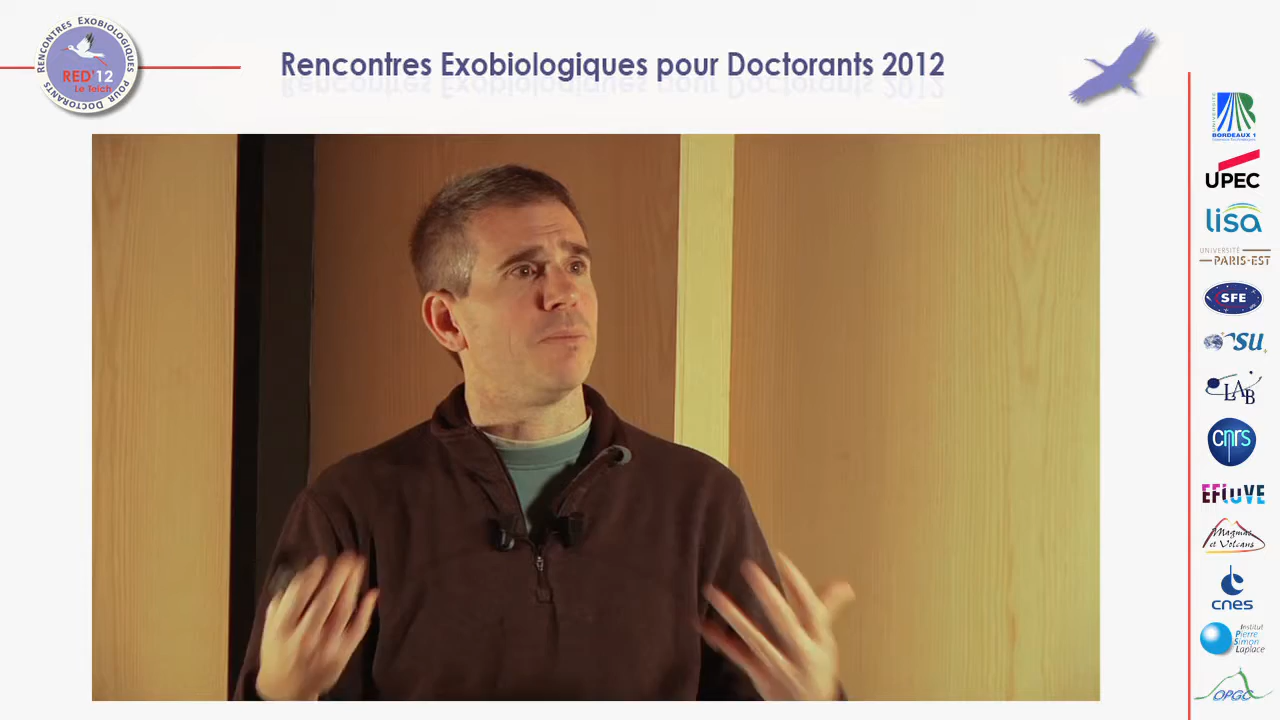 RENCONTRES EXOBIOLOGIQUES POUR DOCTORANTS
RED'12
Le Teich
Rencontres Exobiologiques pour Doctorants 2012
UNIVERSITÉ
BORDEAUX 1
UPEC
lisa
UNIVERSITÉ
PARIS-EST
SFE
CSU
LAB
cnrs
EFLUVE
Magmas
et Volcans
cnes
Institut
Pierre
Simon
Laplace
OPGC